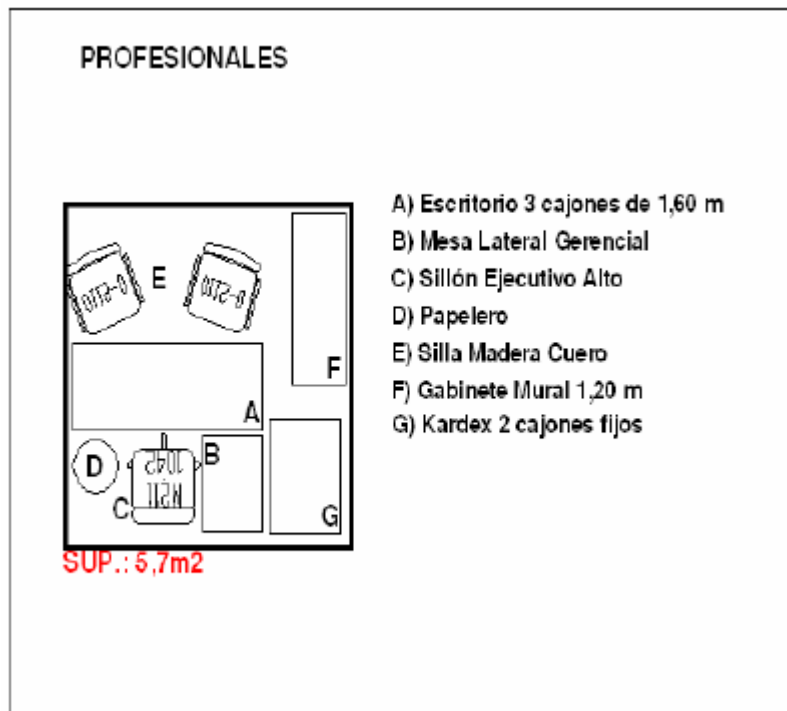 PROFESIONALES
A) Escritorio 3 cajones de 1,60 m
B) Mesa Lateral Gerencial
C) Sillón Ejecutivo Alto
D) Papelero
E) Silla Madera Cuero
F) Gabinete Mural 1,20 m
G) Kardex 2 cajones fijos
E
F
A
B
D
C
G
SUP.: 5,7m2